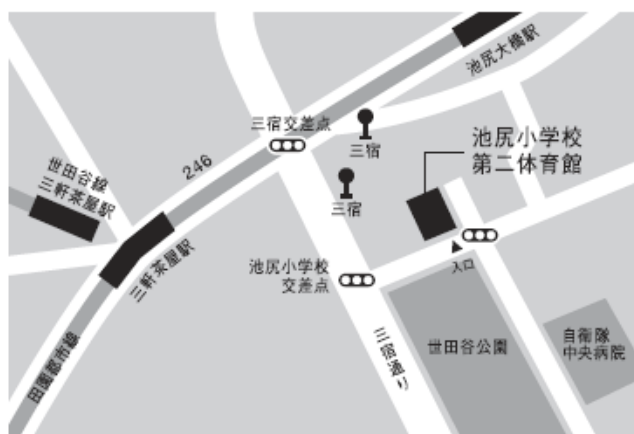 池尻大橋駅
三宿交差点
三宿
三宿
池尻小学校
第二体育館
246
世田谷線
三軒茶屋駅
三軒茶屋駅
入口
池尻小学校
交差点
三宿通り
世田谷公園
自衛隊
中央病院
田園都市線